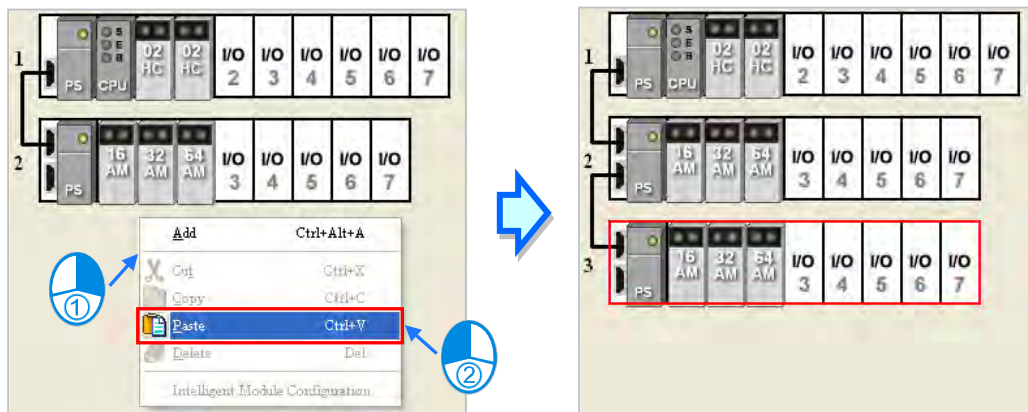 1
S
E
B
PS CPU
02 HC
02 HC
I/O 2
I/O 3
I/O 4
I/O 5
I/O 6
I/O 7
2
PS
16 AM
32 AM
64 AM
I/O 3
I/O 4
I/O 5
I/O 6
I/O 7
Add Ctrl+Alt+A
Cut Ctrl+X
Copy Ctrl+C
Paste Ctrl+V
Delete Del
Intelligent Module Configuration
①
②
1
S
E
B
PS CPU
02 HC
02 HC
I/O 2
I/O 3
I/O 4
I/O 5
I/O 6
I/O 7
2
PS
16 AM
32 AM
64 AM
I/O 3
I/O 4
I/O 5
I/O 6
I/O 7
3
PS
16 AM
32 AM
64 AM
I/O 3
I/O 4
I/O 5
I/O 6
I/O 7